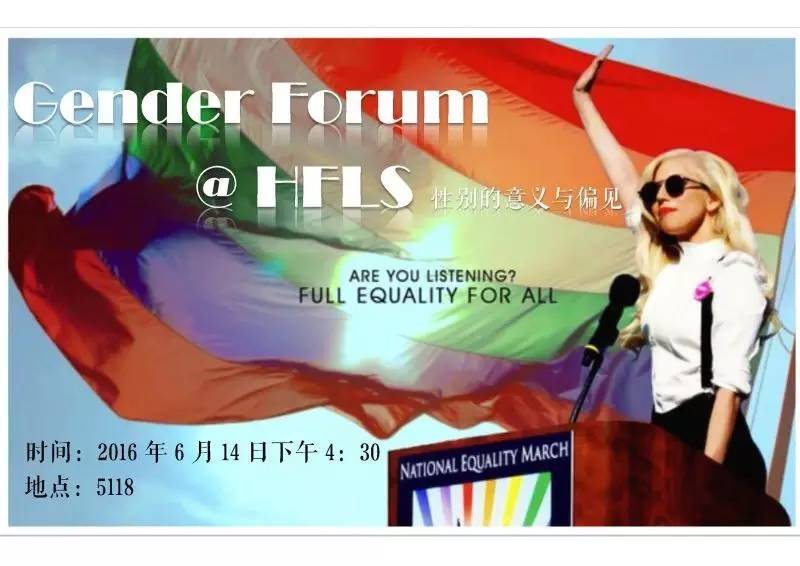 Gender Forum
@ HFLS 性别的意义与偏见
ARE YOU LISTENING?
FULL EQUALITY FOR ALL
时间：2016 年 6 月 14 日下午 4：30
地点：5118
NATIONAL EQUALITY MARCH